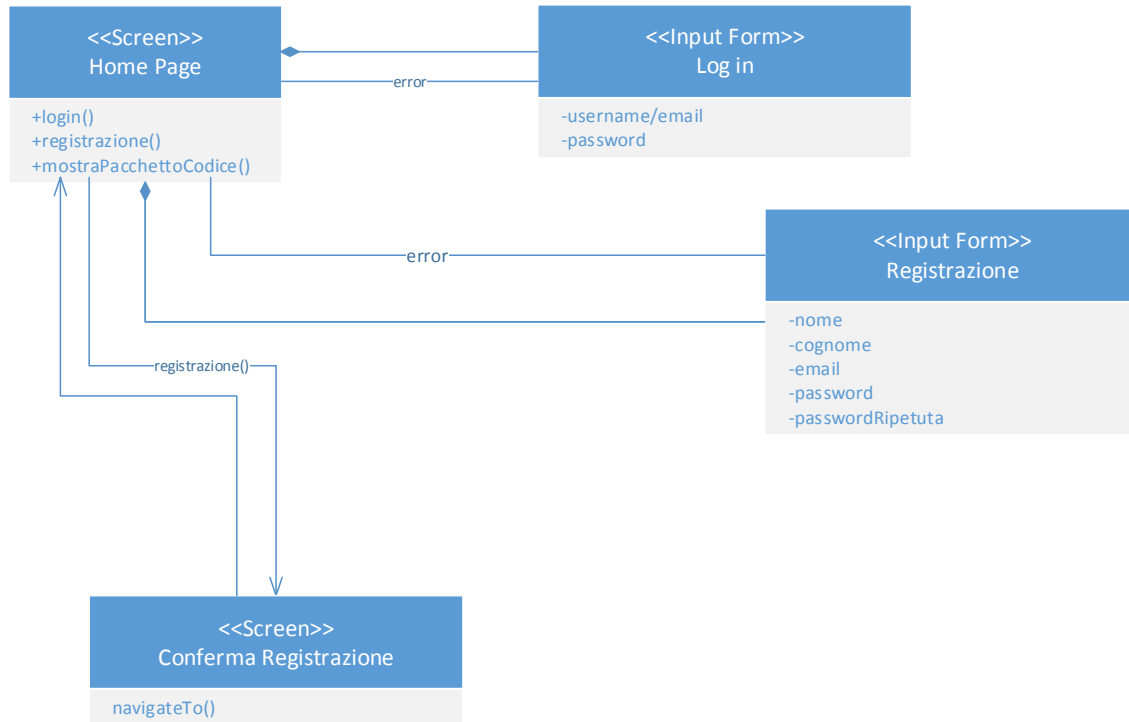 <<Screen>>
Home Page
+login()
+registrazione()
+mostraPacchettoCodice()
<<Input Form>>
Log in
-username/email
-password
error
<<Input Form>>
Registrazione
-nome
-cognome
-email
-password
-passwordRipetuta
error
registrazione()
<<Screen>>
Conferma Registrazione
navigateTo()